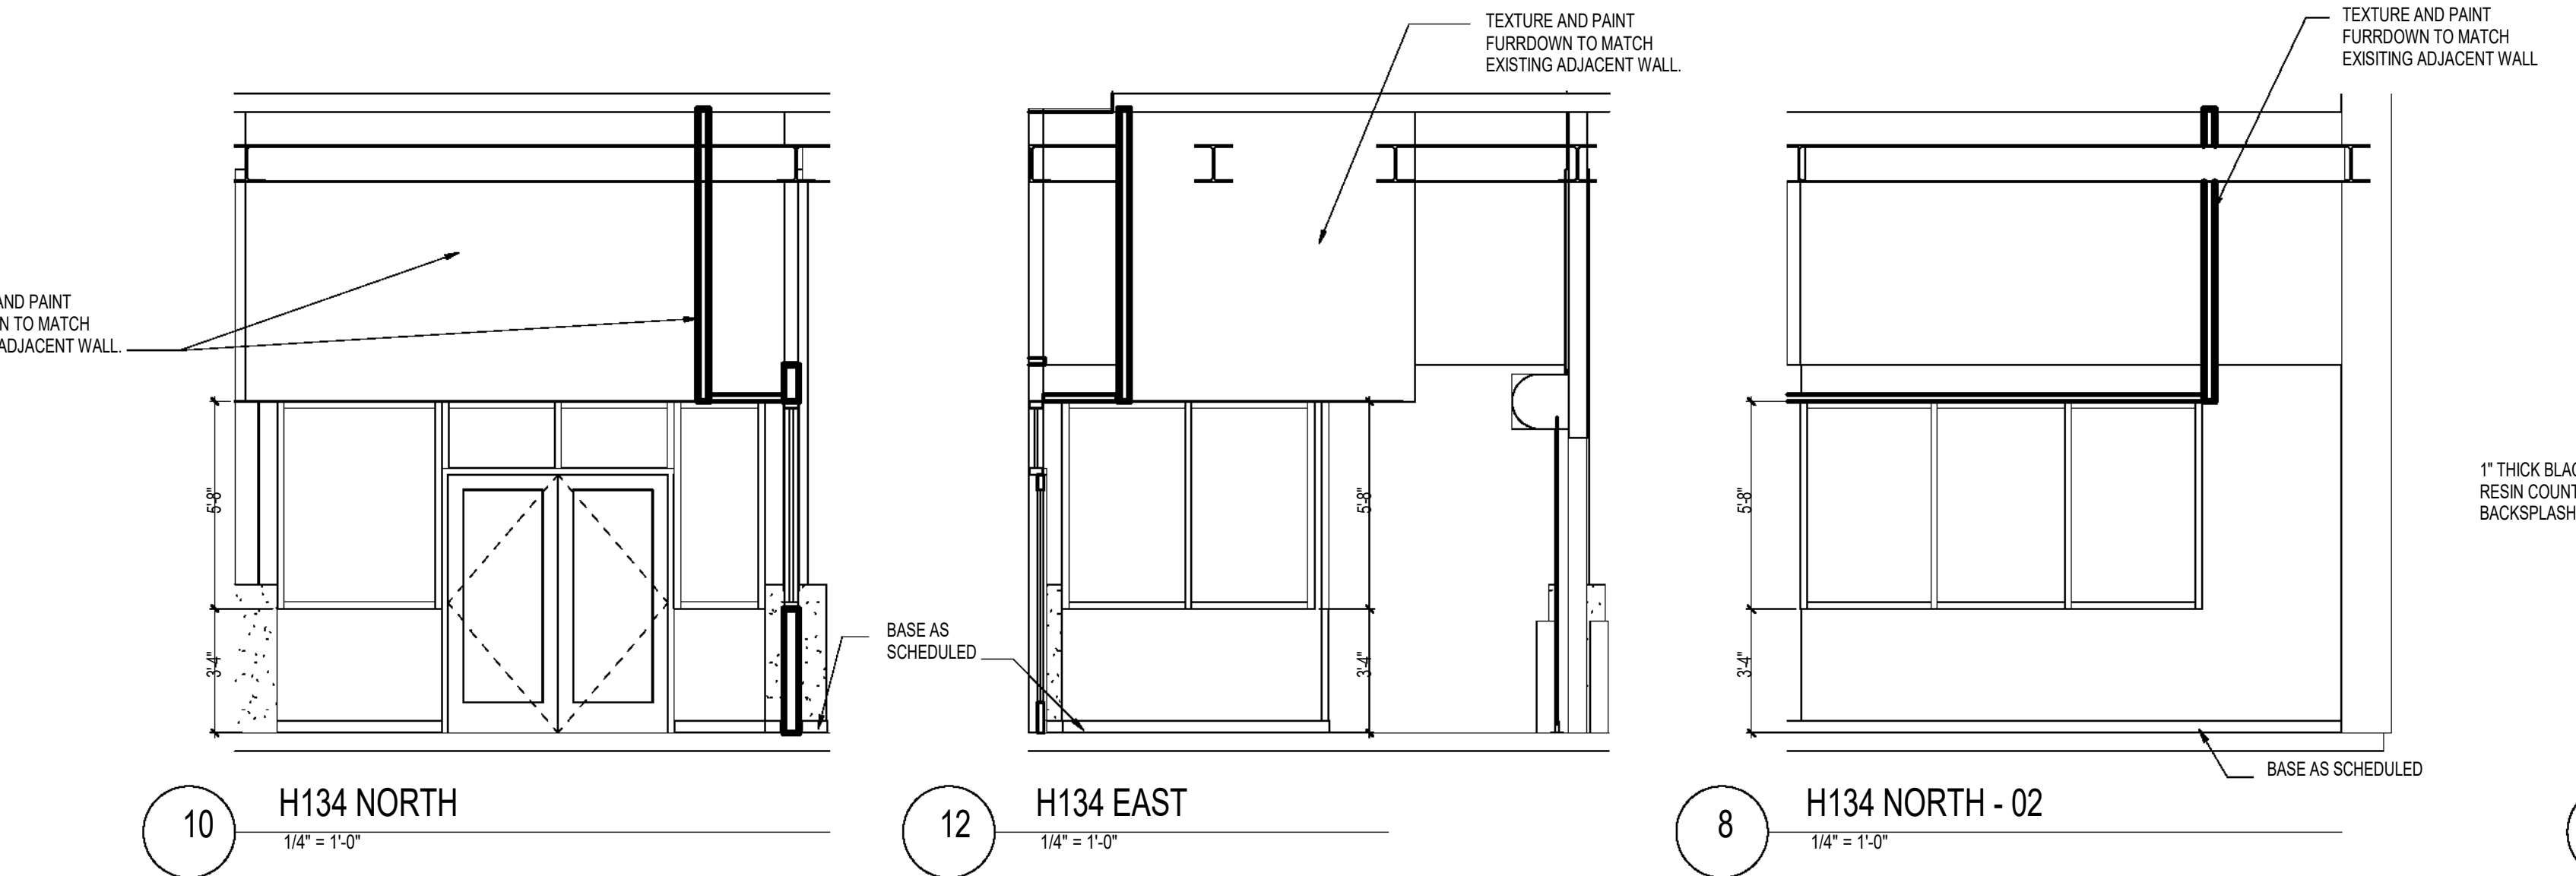 AND PAINT
N TO MATCH
ADJACENT WALL.
5'-8"
3'-4"
10
H134 NORTH
1/4" = 1'-0"
TEXTURE AND PAINT
FURRDOWN TO MATCH
EXISTING ADJACENT WALL.
BASE AS
SCHEDULED
5'-8"
3'-4"
12
H134 EAST
1/4" = 1'-0"
TEXTURE AND PAINT
FURRDOWN TO MATCH
EXISITING ADJACENT WALL
5'-8"
3'-4"
BASE AS SCHEDULED
8
H134 NORTH - 02
1/4" = 1'-0"
1" THICK BLAC
RESIN COUNT
BACKSPLASH